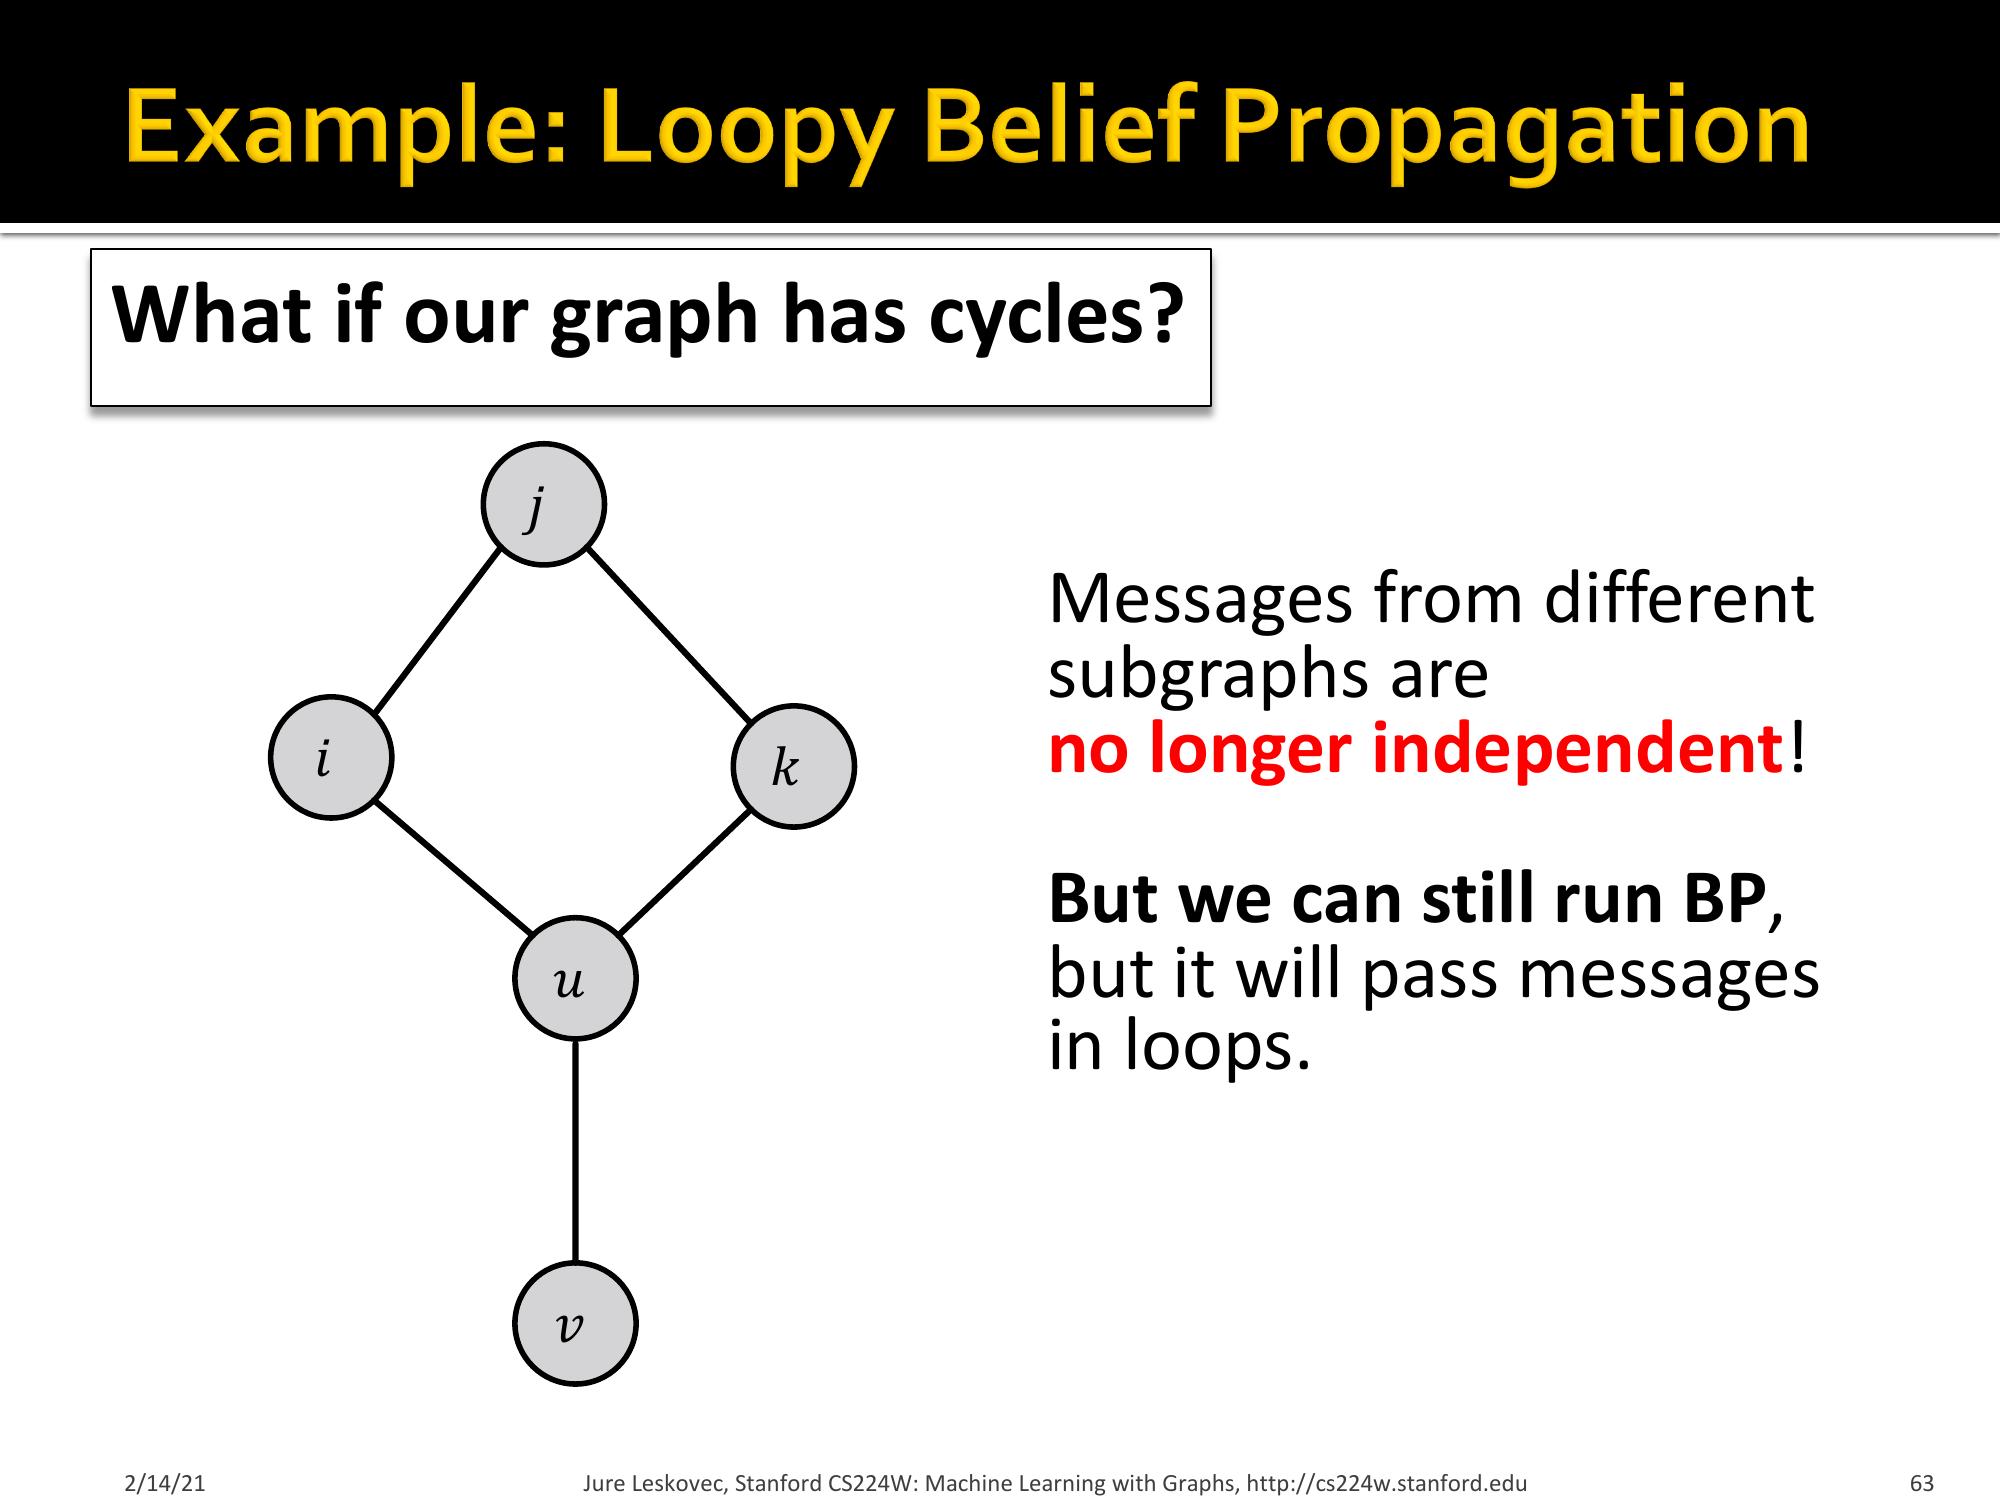 Example: Loopy Belief Propagation
What if our graph has cycles?
j
i
k
u
v
Messages from different
subgraphs are
no longer independent!
But we can still run BP,
but it will pass messages
in loops.
2/14/21
Jure Leskovec, Stanford CS224W: Machine Learning with Graphs, http://cs224w.stanford.edu
63